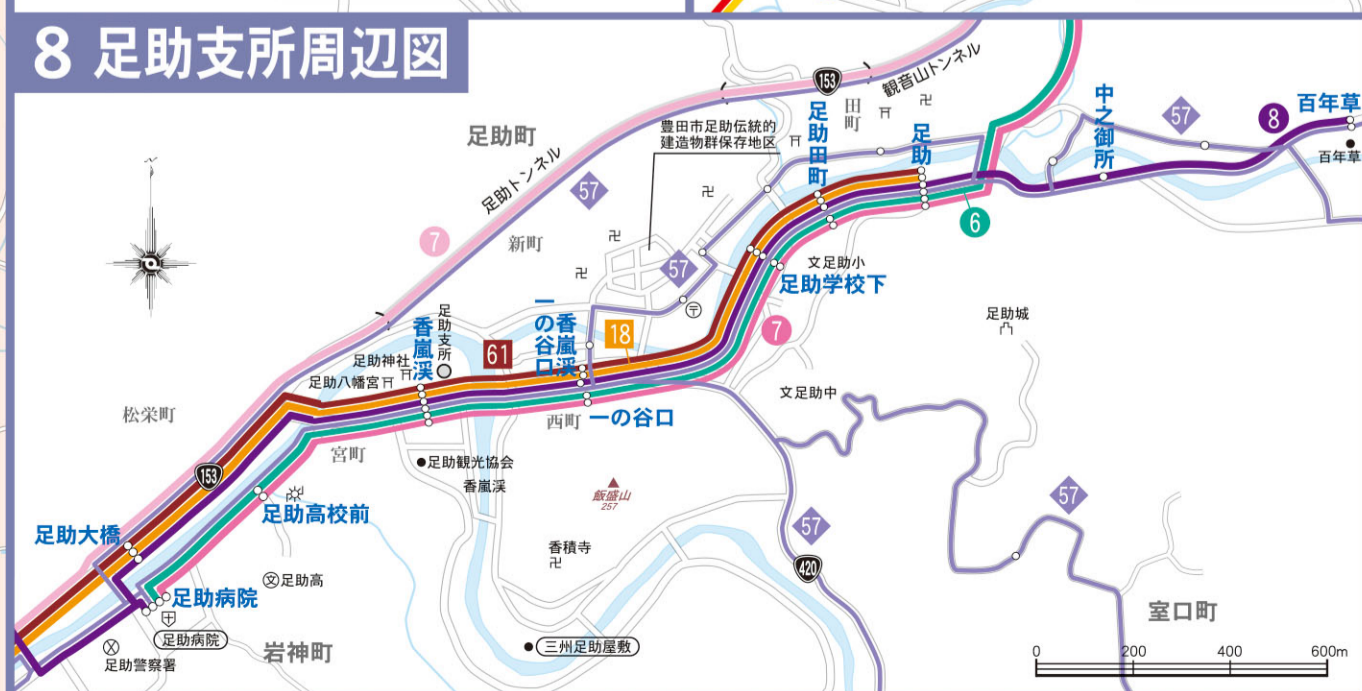 8 足助支所周辺図
153
観音山トンネル
田町
足助田町
足助
中之御所
57
8
百年草
百年草
足助町
豊田市足助伝統的
建造物群保存地区
足助トンネル
57
7
新町
57
6
文足助小
足助学校下
7
足助城
香嵐渓
足助支所
61
香嵐渓
一の谷口
18
足助神社
足助八幡宮
松栄町
西町
一の谷口
文足助中
宮町
足助観光協会
香嵐渓
飯盛山
257
153
足助高校前
57
57
足助大橋
香積寺
420
文足助高
足助病院
足助病院
室口町
岩神町
三州足助屋敷
足助警察署
0 200 400 600m